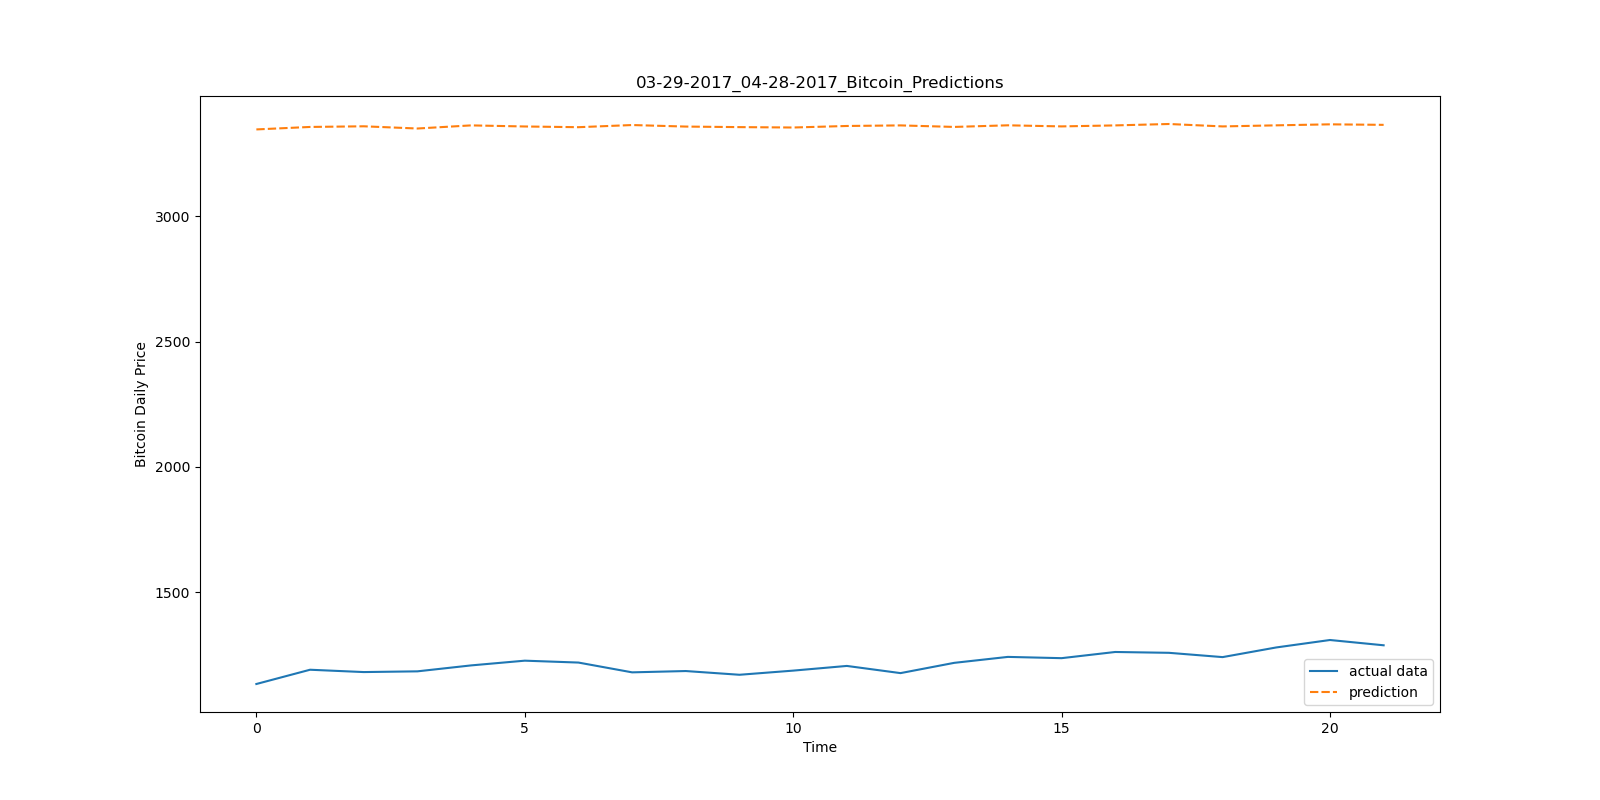 03-29-2017_04-28-2017_Bitcoin_Predictions
3000
2500
2000
1500
Bitcoin Daily Price
0 5 10 15 20
Time
actual data
prediction